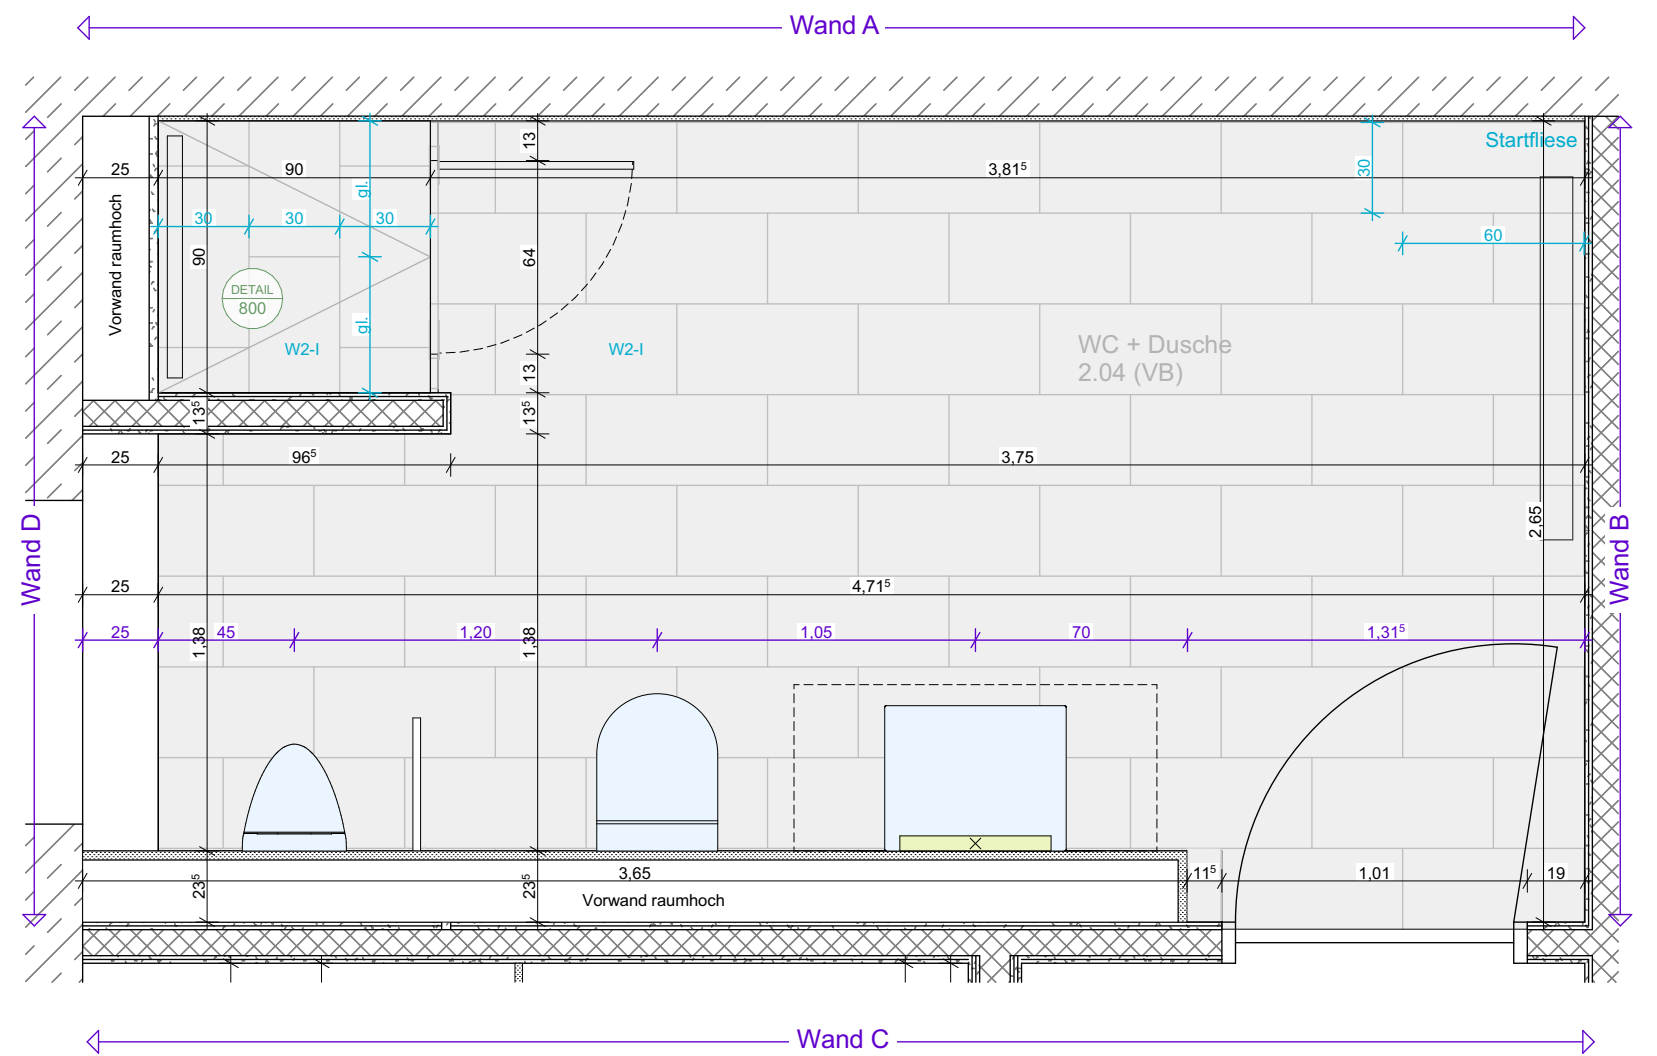 Wand A
Startfliese
13
25
90
3,81⁵
30
gl.
30
30
30
60
Vorwand raumhoch
90
64
DETAIL
800
gl.
W2-I
W2-I
WC + Dusche
2.04 (VB)
13
13⁵
13⁵
25
96⁵
3,75
2,65
Wand D
Wand B
25
4,71⁵
25
45
1,38
1,20
1,38
1,05
70
1,31⁵
23⁵
23⁵
3,65
11⁵
1,01
19
Vorwand raumhoch
Wand C